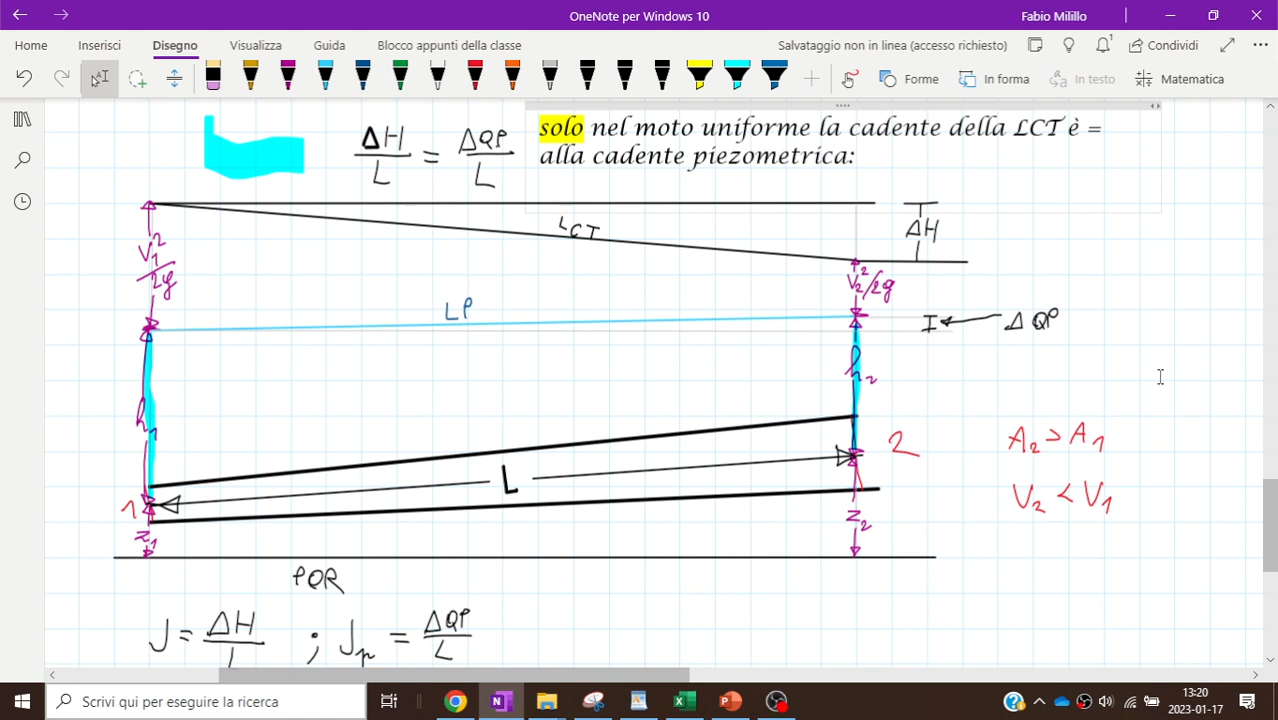 OneNote per Windows 10
Fabio Milillo
Home Inserisci Disegno Visualizza Guida Blocco appunti della classe Salvataggio non in linea (accesso riservato) Condividi
Forme In forma In testo Matematica
solo nel moto uniforme la cadente della LCT è =
alla cadente piezometrica:
ΔH/L = ΔQP/L
LCT
ΔH
V₁²/2g
V₂²/2g
LP
ΔQP
h₁
h₂
L
1
2
A₂ > A₁
V₂ < V₁
z₁
z₂
PQR
J = ΔH/L ; Jp = ΔQP/L
Scrivi qui per eseguire la ricerca
13:20
2023-01-17